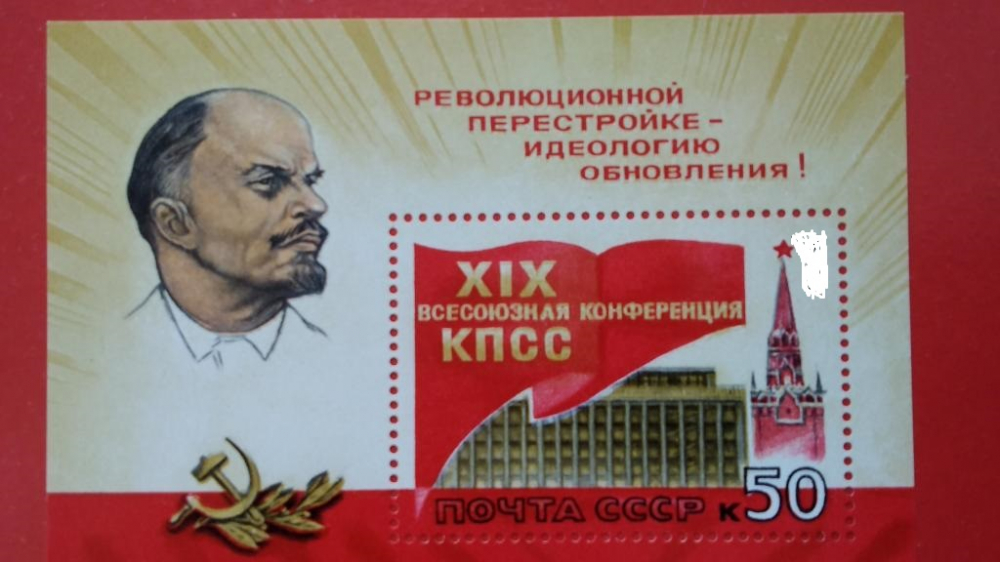 РЕВОЛЮЦИОННОЙ
ПЕРЕСТРОЙКЕ –
ИДЕОЛОГИЮ
ОБНОВЛЕНИЯ!
XIX
ВСЕСОЮЗНАЯ КОНФЕРЕНЦИЯ
КПСС
ПОЧТА СССР к50